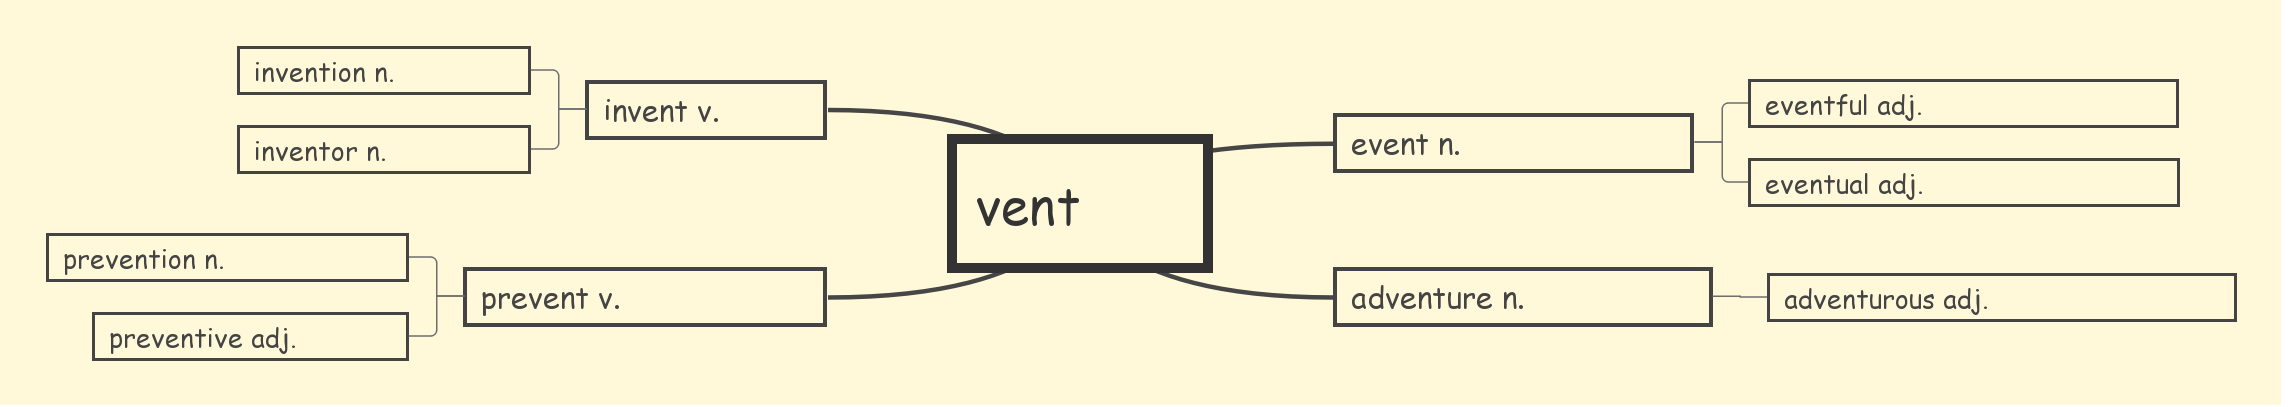 invention n.
inventor n.
invent v.
prevention n.
preventive adj.
prevent v.
vent
event n.
eventful adj.
eventual adj.
adventure n.
adventurous adj.